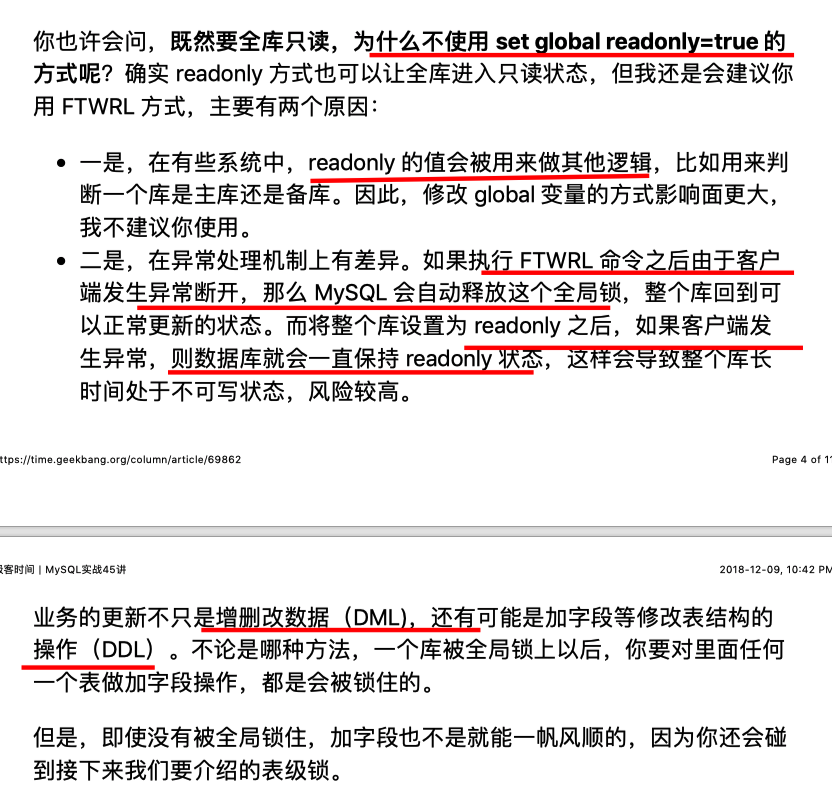 你也许会问，既然要全库只读，为什么不使用 set global readonly=true 的
方式呢？确实 readonly 方式也可以让全库进入只读状态，但我还是会建议你
用 FTWRL 方式，主要有两个原因：
• 一是，在有些系统中，readonly 的值会被用来做其他逻辑，比如用来判
断一个库是主库还是备库。因此，修改 global 变量的方式影响面更大，
我不建议你使用。
• 二是，在异常处理机制上有差异。如果执行 FTWRL 命令之后由于客户
端发生异常断开，那么 MySQL 会自动释放这个全局锁，整个库回到可
以正常更新的状态。而将整个库设置为 readonly 之后，如果客户端发
生异常，则数据库就会一直保持 readonly 状态，这样会导致整个库长
时间处于不可写状态，风险较高。
ttps://time.geekbang.org/column/article/69862 Page 4 of 11
极客时间 | MySQL实战45讲 2018-12-09, 10:42 PM
业务的更新不只是增删改数据（DML)，还有可能是加字段等修改表结构的
操作（DDL）。不论是哪种方法，一个库被全局锁上以后，你要对里面任何
一个表做加字段操作，都是会被锁住的。
但是，即使没有被全局锁住，加字段也不是就能一帆风顺的，因为你还会碰
到接下来我们要介绍的表级锁。